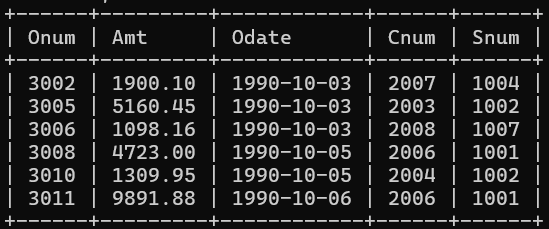 | Onum | Amt | Odate | Cnum | Snum |
| 3002 | 1900.10 | 1990-10-03 | 2007 | 1004 |
| 3005 | 5160.45 | 1990-10-03 | 2003 | 1002 |
| 3006 | 1098.16 | 1990-10-03 | 2008 | 1007 |
| 3008 | 4723.00 | 1990-10-05 | 2006 | 1001 |
| 3010 | 1309.95 | 1990-10-05 | 2004 | 1002 |
| 3011 | 9891.88 | 1990-10-06 | 2006 | 1001 |